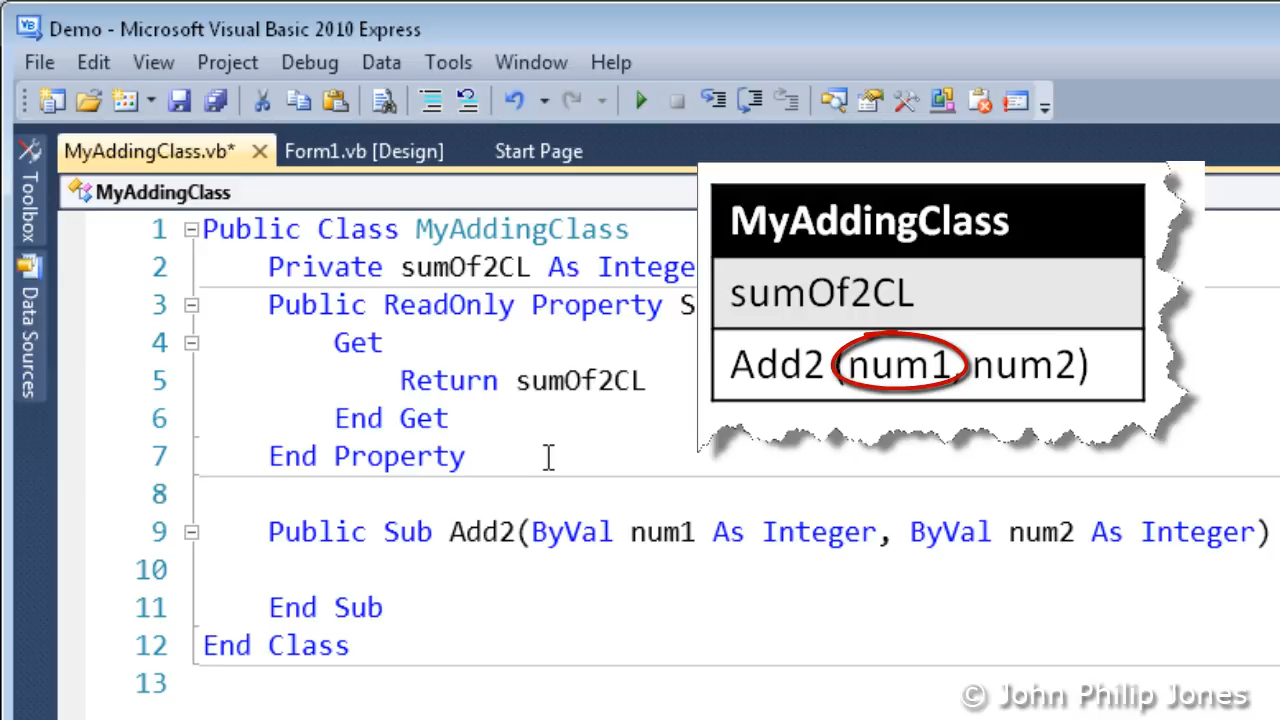 Demo - Microsoft Visual Basic 2010 Express
File Edit View Project Debug Data Tools Window Help
MyAddingClass.vb* Form1.vb [Design] Start Page
Toolbox
Data Sources
MyAddingClass
1 Public Class MyAddingClass
2 Private sumOf2CL As Intege
3 Public ReadOnly Property S
4 Get
5 Return sumOf2CL
6 End Get
7 End Property
8
9 Public Sub Add2(ByVal num1 As Integer, ByVal num2 As Integer)
10
11 End Sub
12 End Class
13
MyAddingClass
sumOf2CL
Add2 (num1, num2)
© John Philip Jones